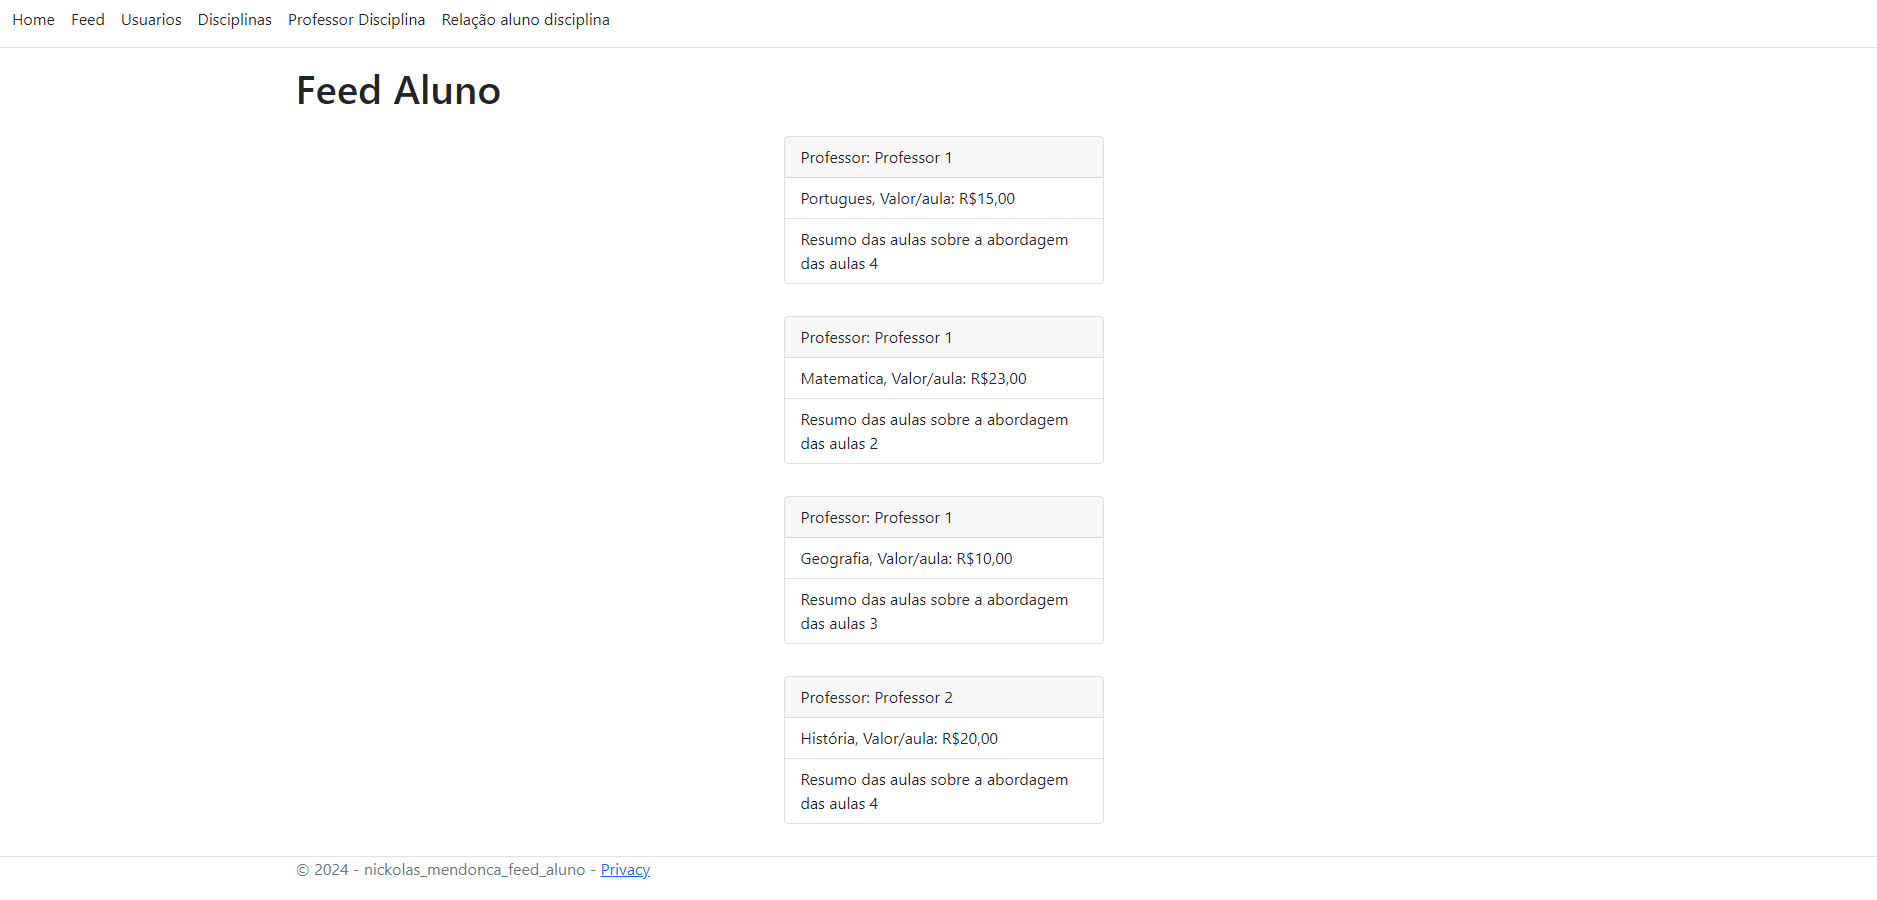 Home Feed Usuarios Disciplinas Professor Disciplina Relação aluno disciplina
Feed Aluno
Professor: Professor 1
Portugues, Valor/aula: R$15,00
Resumo das aulas sobre a abordagem
das aulas 4
Professor: Professor 1
Matematica, Valor/aula: R$23,00
Resumo das aulas sobre a abordagem
das aulas 2
Professor: Professor 1
Geografia, Valor/aula: R$10,00
Resumo das aulas sobre a abordagem
das aulas 3
Professor: Professor 2
História, Valor/aula: R$20,00
Resumo das aulas sobre a abordagem
das aulas 4
© 2024 - nickolas_mendonca_feed_aluno - Privacy